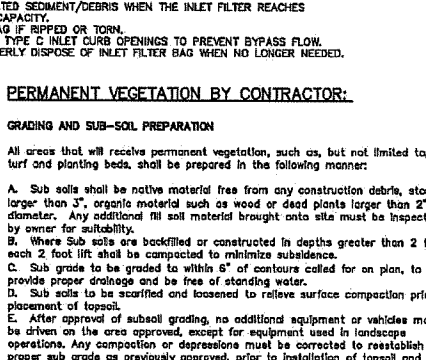 TED SEDIMENT/DEBRIS WHEN THE INLET FILTER REACHES
CAPACITY.
AG IF RIPPED OR TORN.
TYPE C INLET CURB OPENINGS TO PREVENT BYPASS FLOW.
ERLY DISPOSE OF INLET FILTER BAG WHEN NO LONGER NEEDED.
PERMANENT VEGETATION BY CONTRACTOR:
GRADING AND SUB-SOIL PREPARATION
All areas that will receive permanent vegetation, such as, but not limited to,
turf and planting beds, shall be prepared in the following manner:
A. Sub soils shall be native material free from any construction debris, sto
larger than 3", organic material such as wood or dead plants larger than 2"
diameter. Any additional fill soil material brought onto site must be inspect
by owner for suitability.
B. Where Sub soils are backfilled or constructed in depths greater than 2 f
each 2 foot lift shall be compacted to minimize subsidence.
C. Sub grade to be graded to within 6" of contours called for on plan, to
provide proper drainage and be free of standing water.
D. Sub soils to be scarified and loosened to relieve surface compaction pri
placement of topsoil.
E. After approval of subsoil grading, no additional equipment or vehicles ma
be driven on the area approved, except for equipment used in landscape
operations. Any compaction or depressions must be corrected to reestablish
proper sub grade as previously approved, prior to installation of topsoil and